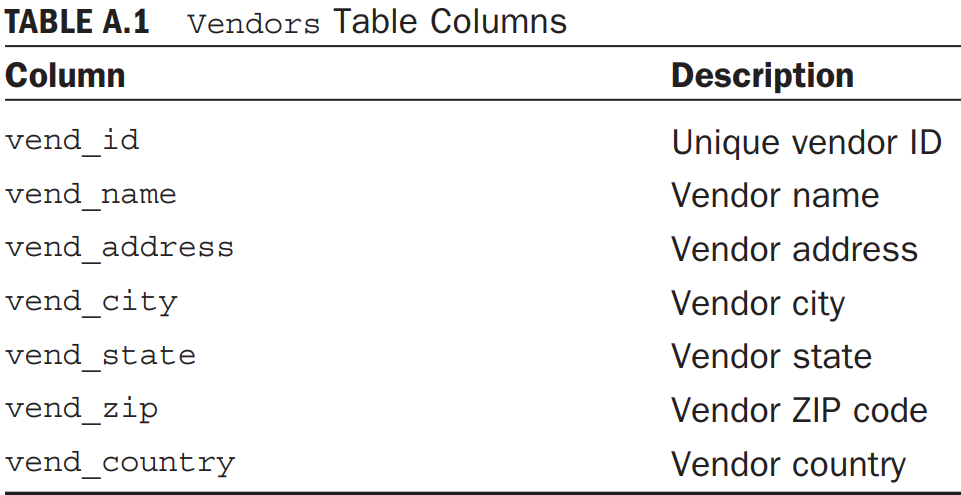 TABLE A.1 Vendors Table Columns
Column Description
vend_id Unique vendor ID
vend_name Vendor name
vend_address Vendor address
vend_city Vendor city
vend_state Vendor state
vend_zip Vendor ZIP code
vend_country Vendor country